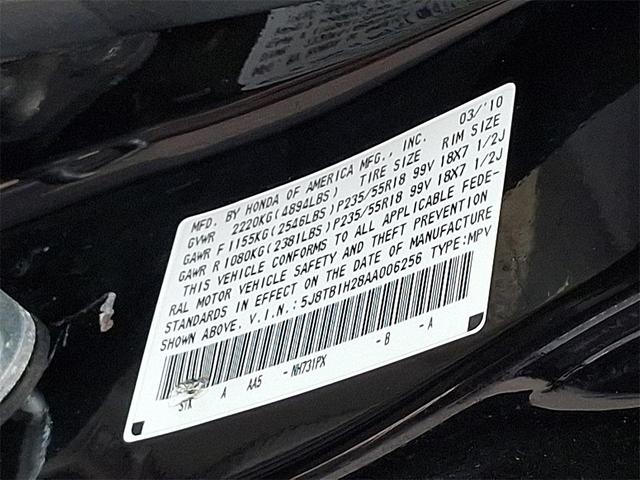 MFD. BY HONDA OF AMERICA MFG., INC. 03/'10
GVWR 2220KG(4894LBS) TIRE SIZE RIM SIZE
GAWR F 1155KG(2546LBS)P235/55R18 99V 18X7 1/2J
GAWR R 1080KG(2381LBS)P235/55R18 99V 18X7 1/2J
THIS VEHICLE CONFORMS TO ALL APPLICABLE FEDE-
RAL MOTOR VEHICLE SAFETY AND THEFT PREVENTION
STANDARDS IN EFFECT ON THE DATE OF MANUFACTURE
SHOWN ABOVE. V.I.N.:5J8TB1H28AA006256 TYPE:MPV
STK A AA5 -NH731PX -B -A